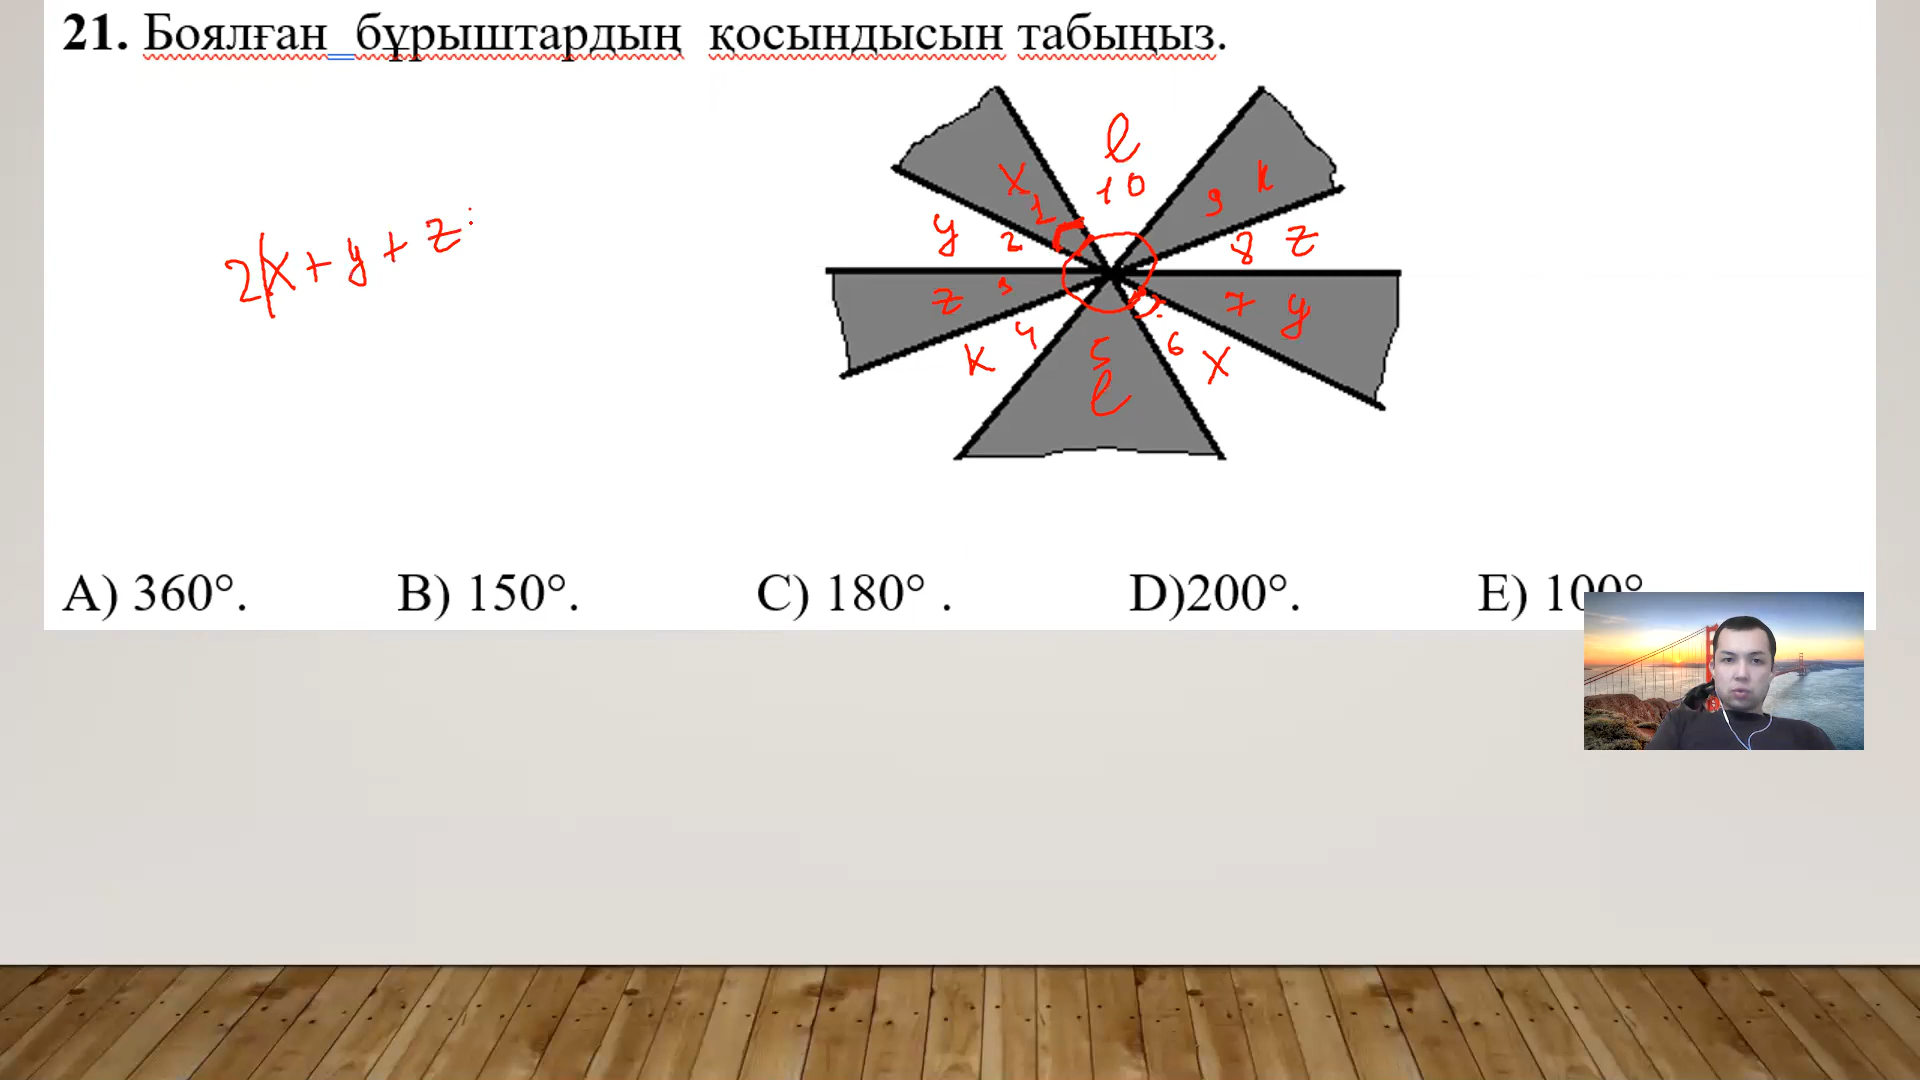 21. Боялған бұрыштардың қосындысын табыңыз.
l
x 10 9 k
1
y 2 8 z
2(x + y + z
z 3 7 y
k 4 5 6 x
l
A) 360°. B) 150°. C) 180° . D)200°. E) 100°